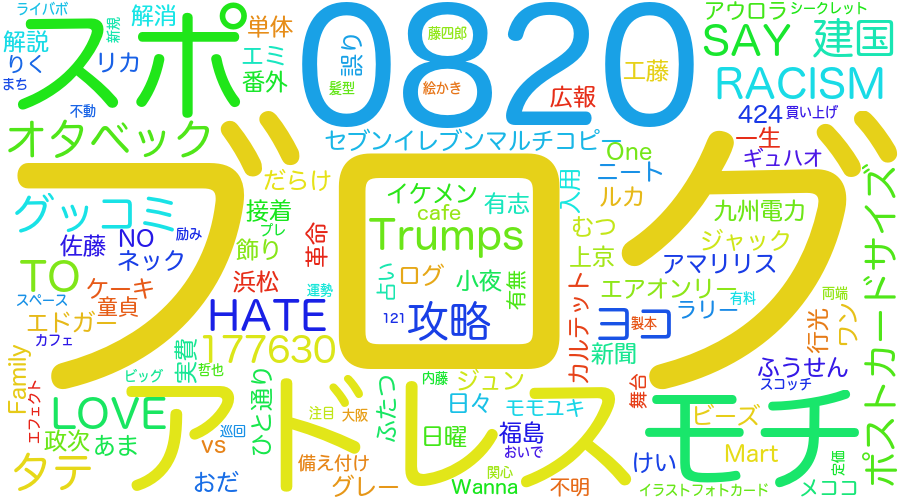 ライバボ
新規
解消
単体
藤四郎
アウロラ
シークレット
スポ
0820
SAY
建国
解説
エミ
誤り
工藤
りく
リカ
番外
髪型
絵かき
広報
RACISM
まち
不動
424
買い上げ
オタベック
セブンイレブンマルチコピー
一生
One
ギュハオ
ブログ
だらけ
イケメン
有志
入用
ニート
ルカ
cafe
グッコミ
接着
プレ
九州電力
ポストカードサイズ
佐藤
NO
励み
飾り
革命
Trumps
むつ
ジャック
ネック
上京
アマリリス
TO
ケーキ
浜松
占い
ログ
小夜
有無
カルテット
エアオンリー
スペース
童貞
運勢
有料
両端
HATE
121
攻略
ヨコ
製本
ラリー
エドガー
行光
ワン
カフェ
実費
177630
新聞
ふうせん
Family
ビッグ
哲也
ひと通り
ふたつ
内藤
ジュン
舞台
スコッチ
エフェクト
LOVE
アドレス
モチ
注目
大阪
日々
モモユキ
ビーズ
政次
あま
vs
巡回
日曜
福島
おいで
Mart
定価
タテ
おだ
備え付け
グレー
関心
Wanna
不明
けい
イラストフォトカード
メココ